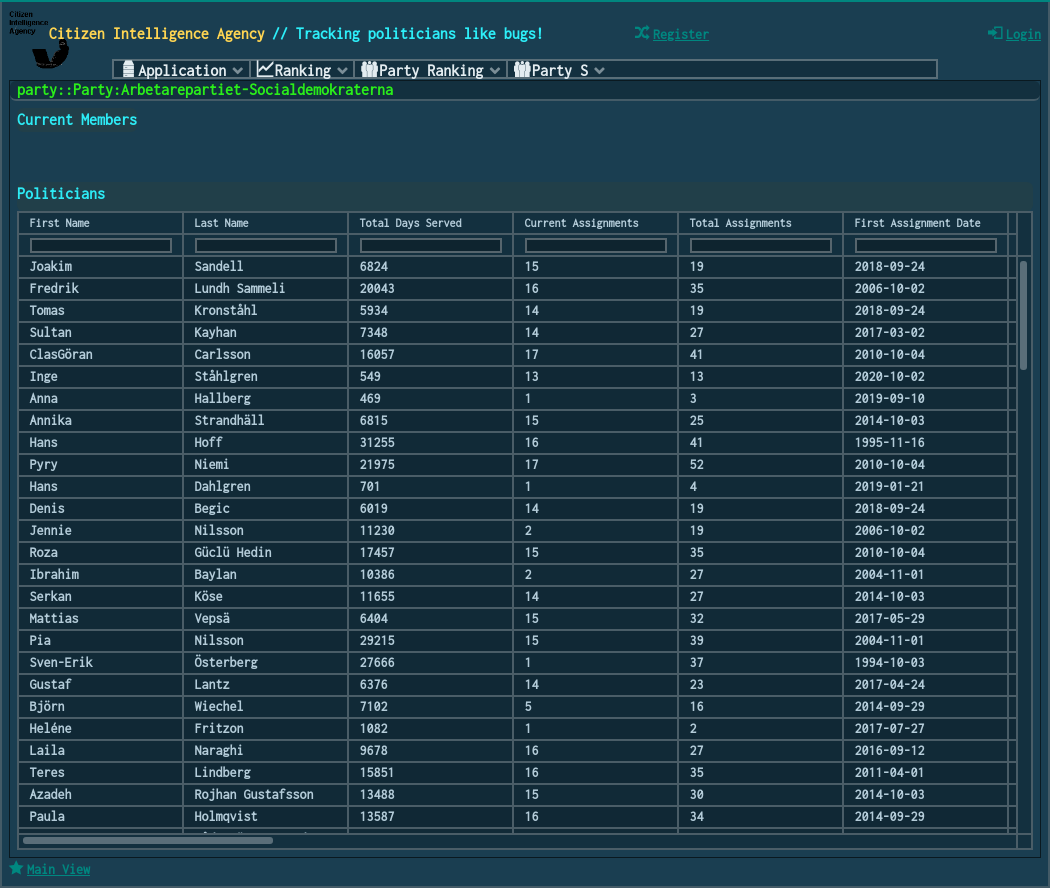 Citizen
Intelligence
Agency
Citizen Intelligence Agency // Tracking politicians like bugs!
Register
Login
Application Ranking Party Ranking Party S
party::Party:Arbetarepartiet-Socialdemokraterna
Current Members
Politicians
First Name Last Name Total Days Served Current Assignments Total Assignments First Assignment Date
Joakim Sandell 6824 15 19 2018-09-24
Fredrik Lundh Sammeli 20043 16 35 2006-10-02
Tomas Kronståhl 5934 14 19 2018-09-24
Sultan Kayhan 7348 14 27 2017-03-02
ClasGöran Carlsson 16057 17 41 2010-10-04
Inge Ståhlgren 549 13 13 2020-10-02
Anna Hallberg 469 1 3 2019-09-10
Annika Strandhäll 6815 15 25 2014-10-03
Hans Hoff 31255 16 41 1995-11-16
Pyry Niemi 21975 17 52 2010-10-04
Hans Dahlgren 701 1 4 2019-01-21
Denis Begic 6019 14 19 2018-09-24
Jennie Nilsson 11230 2 19 2006-10-02
Roza Güclü Hedin 17457 15 35 2010-10-04
Ibrahim Baylan 10386 2 27 2004-11-01
Serkan Köse 11655 14 27 2014-10-03
Mattias Vepsä 6404 15 32 2017-05-29
Pia Nilsson 29215 15 39 2004-11-01
Sven-Erik Österberg 27666 1 37 1994-10-03
Gustaf Lantz 6376 14 23 2017-04-24
Björn Wiechel 7102 5 16 2014-09-29
Heléne Fritzon 1082 1 2 2017-07-27
Laila Naraghi 9678 16 27 2016-09-12
Teres Lindberg 15851 16 35 2011-04-01
Azadeh Rojhan Gustafsson 13488 15 30 2014-10-03
Paula Holmqvist 13587 16 34 2014-09-29
Main View